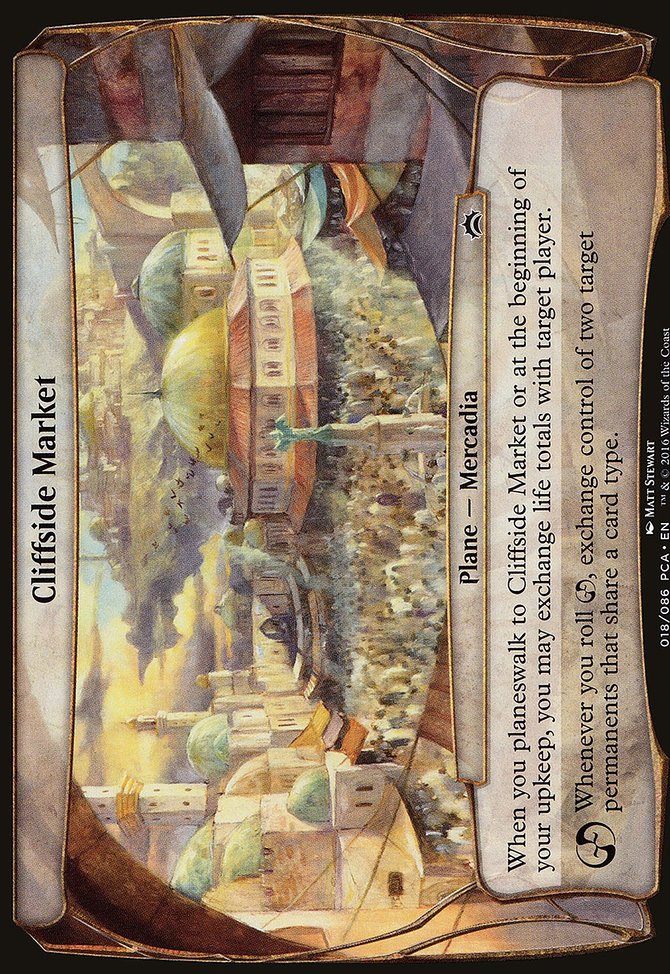 Cliffside Market
Plane — Mercadia
When you planeswalk to Cliffside Market or at the beginning of
your upkeep, you may exchange life totals with target player.
Whenever you roll , exchange control of two target
permanents that share a card type.
MATT STEWART
018/086 PCA • EN ™ & © 2016 Wizards of the Coast